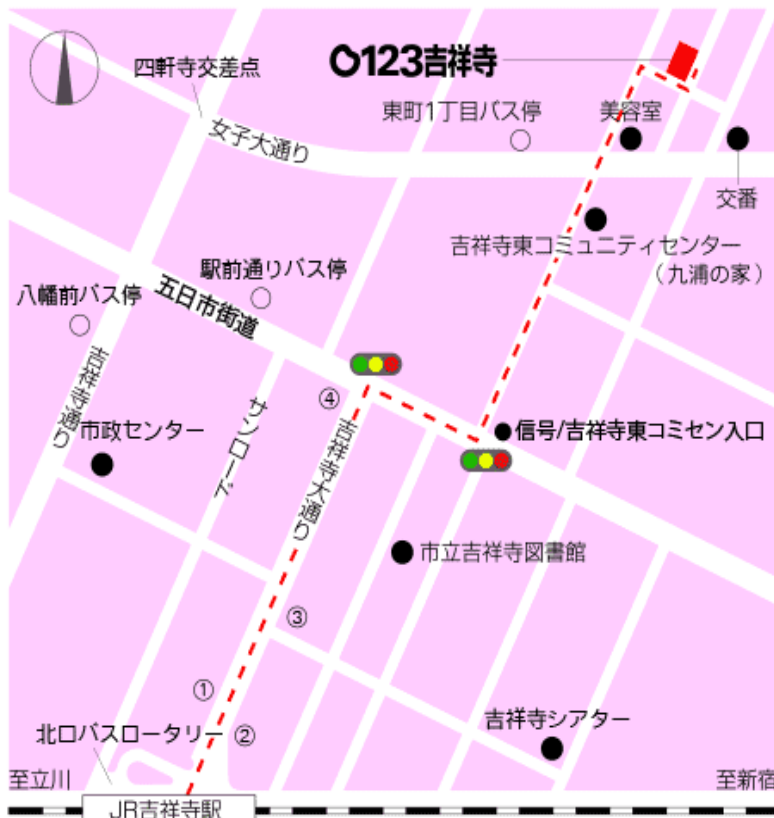 四軒寺交差点
123吉祥寺
東町1丁目バス停
美容室
女子大通り
交番
吉祥寺東コミュニティセンター
（九浦の家）
駅前通りバス停
八幡前バス停
五日市街道
吉祥寺通り
④
サンロード
吉祥寺大通り
市政センター
信号/吉祥寺東コミセン入口
市立吉祥寺図書館
③
①
②
吉祥寺シアター
北口バスロータリー
至立川
至新宿
JR吉祥寺駅